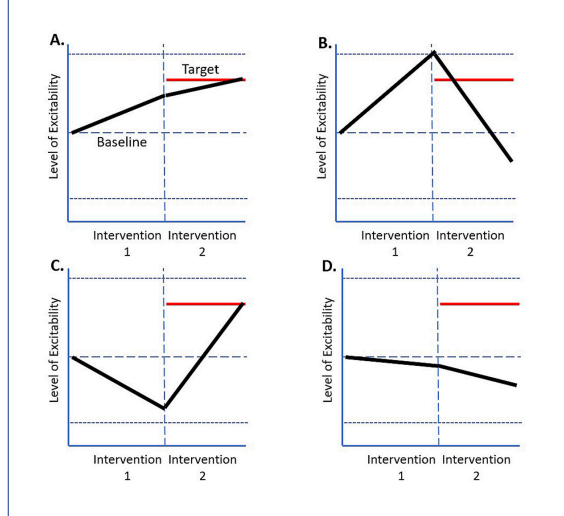 A.
B.
Level of Excitability
Target
Baseline
Level of Excitability
Intervention Intervention
1 2
Intervention Intervention
1 2
C.
D.
Level of Excitability
Level of Excitability
Intervention Intervention
1 2
Intervention Intervention
1 2